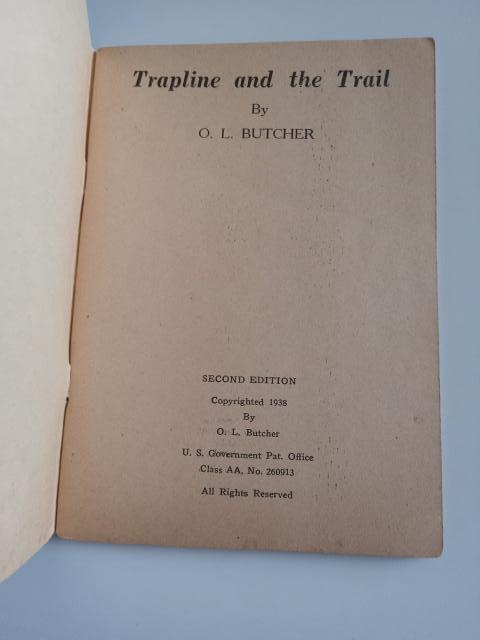 Trapline and the Trail
By
O. L. BUTCHER
SECOND EDITION
Copyrighted 1938
By
O. L. Butcher
U. S. Government Pat. Office
Class AA, No. 260913
All Rights Reserved